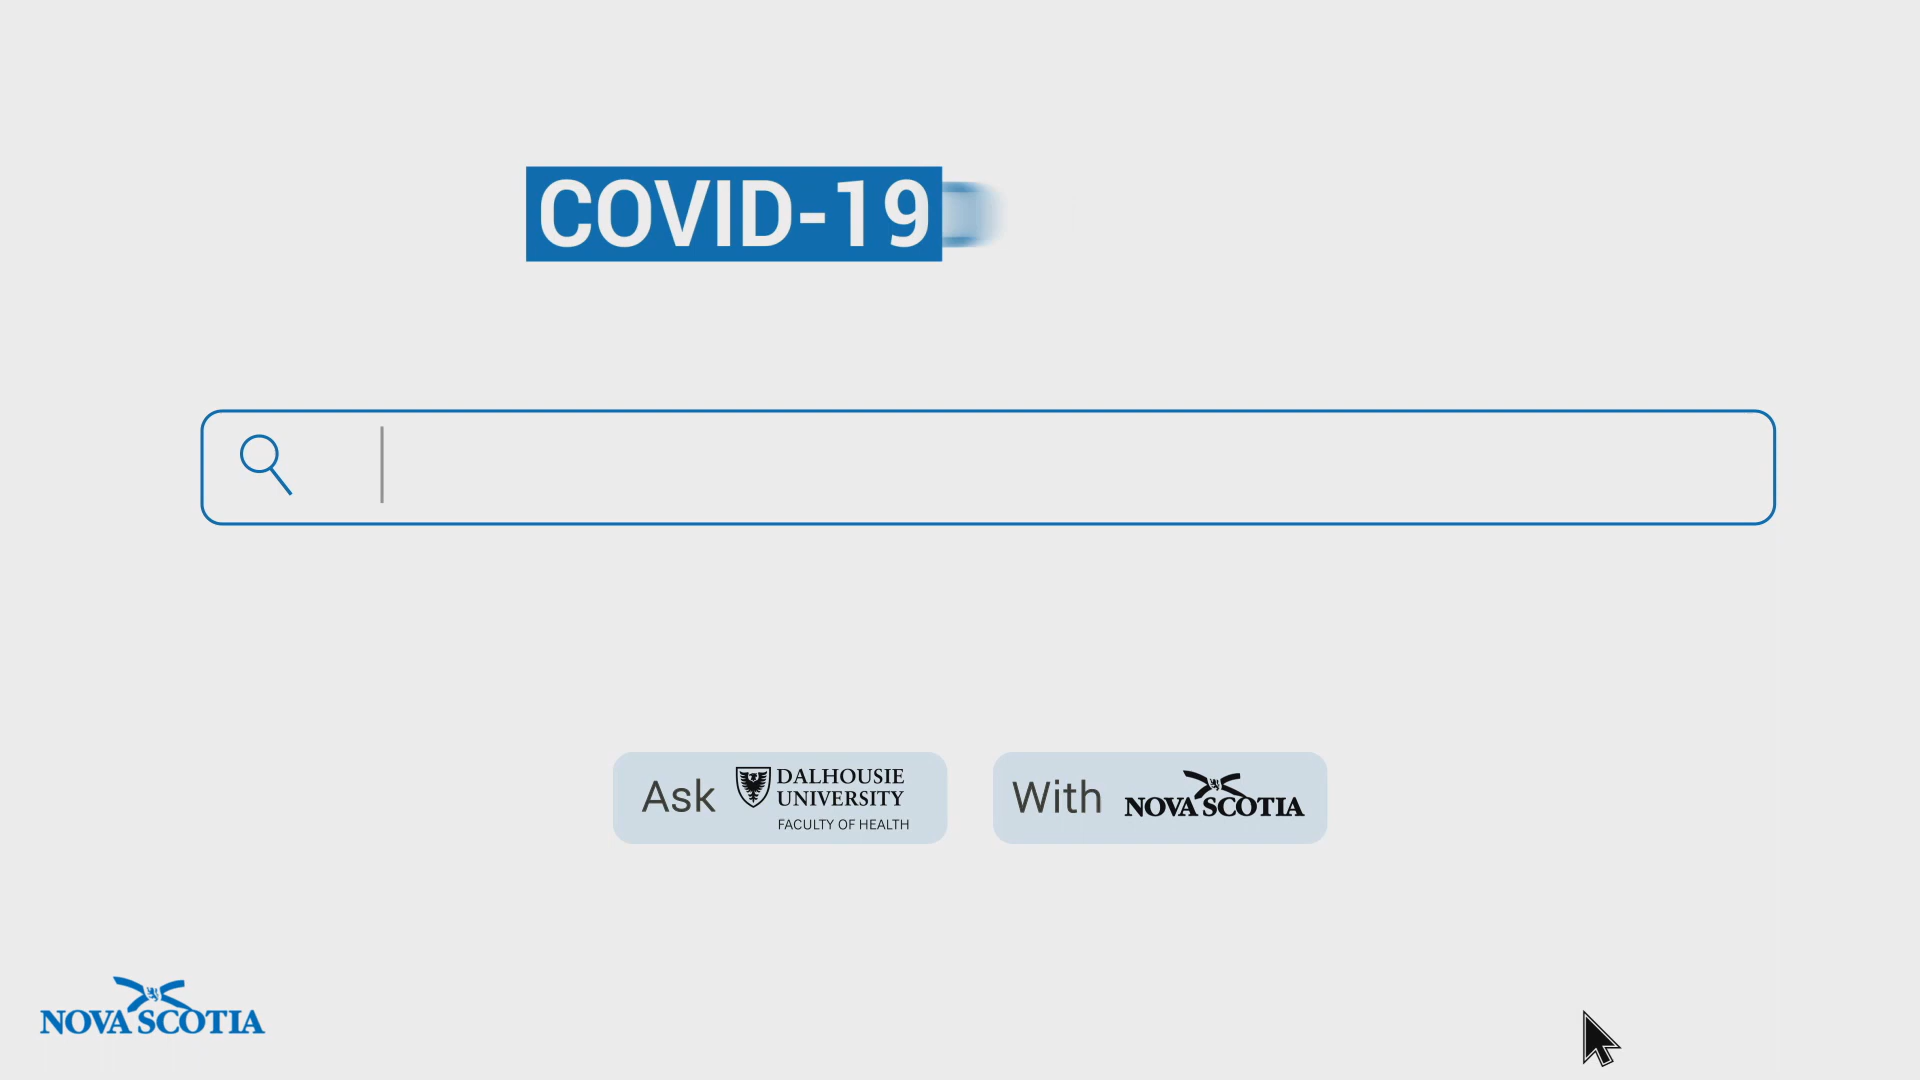 COVID-19
Ask
DALHOUSIE
UNIVERSITY
FACULTY OF HEALTH
With
NOVA SCOTIA
NOVA SCOTIA